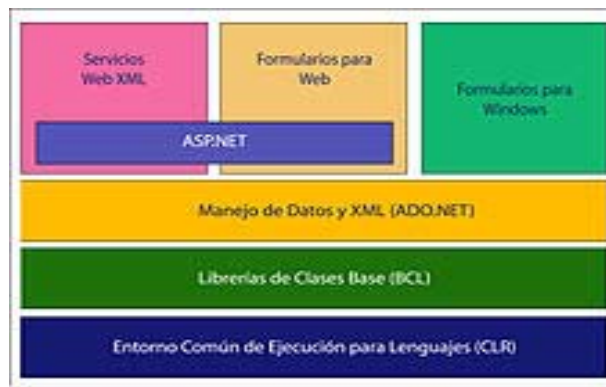 Servicios
Web XML
Formularios para
Web
Formularios para
Windows
ASP.NET
Manejo de Datos y XML (ADO.NET)
Librerías de Clases Base (BCL)
Entorno Común de Ejecución para Lenguajes (CLR)